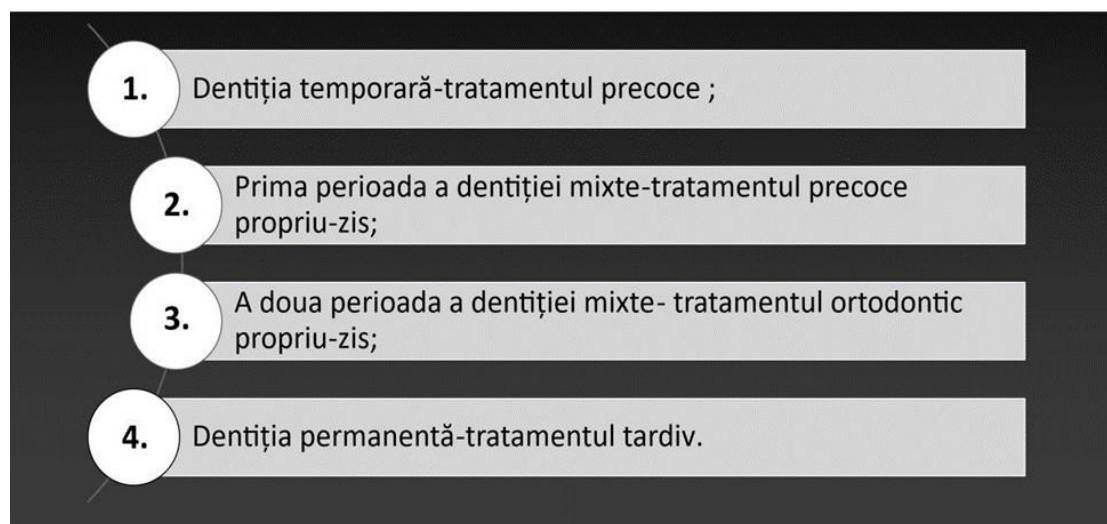 1. Dentiția temporară-tratamentul precoce ;
2. Prima perioada a dentiției mixte-tratamentul precoce
propriu-zis;
3. A doua perioada a dentiției mixte- tratamentul ortodontic
propriu-zis;
4. Dentiția permanentă-tratamentul tardiv.